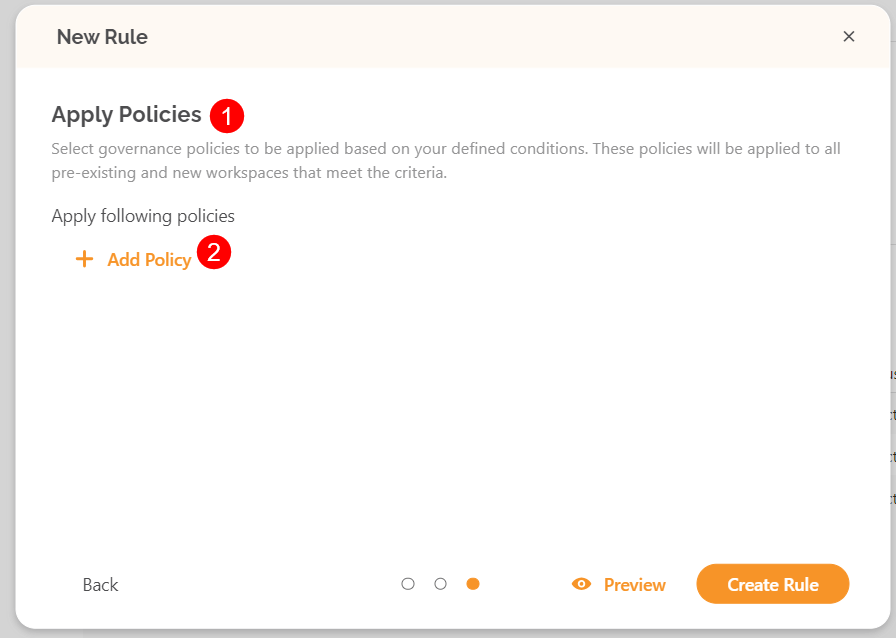 New Rule
Apply Policies 1
Select governance policies to be applied based on your defined conditions. These policies will be applied to all
pre-existing and new workspaces that meet the criteria.
Apply following policies
+ Add Policy 2
Back
Preview
Create Rule